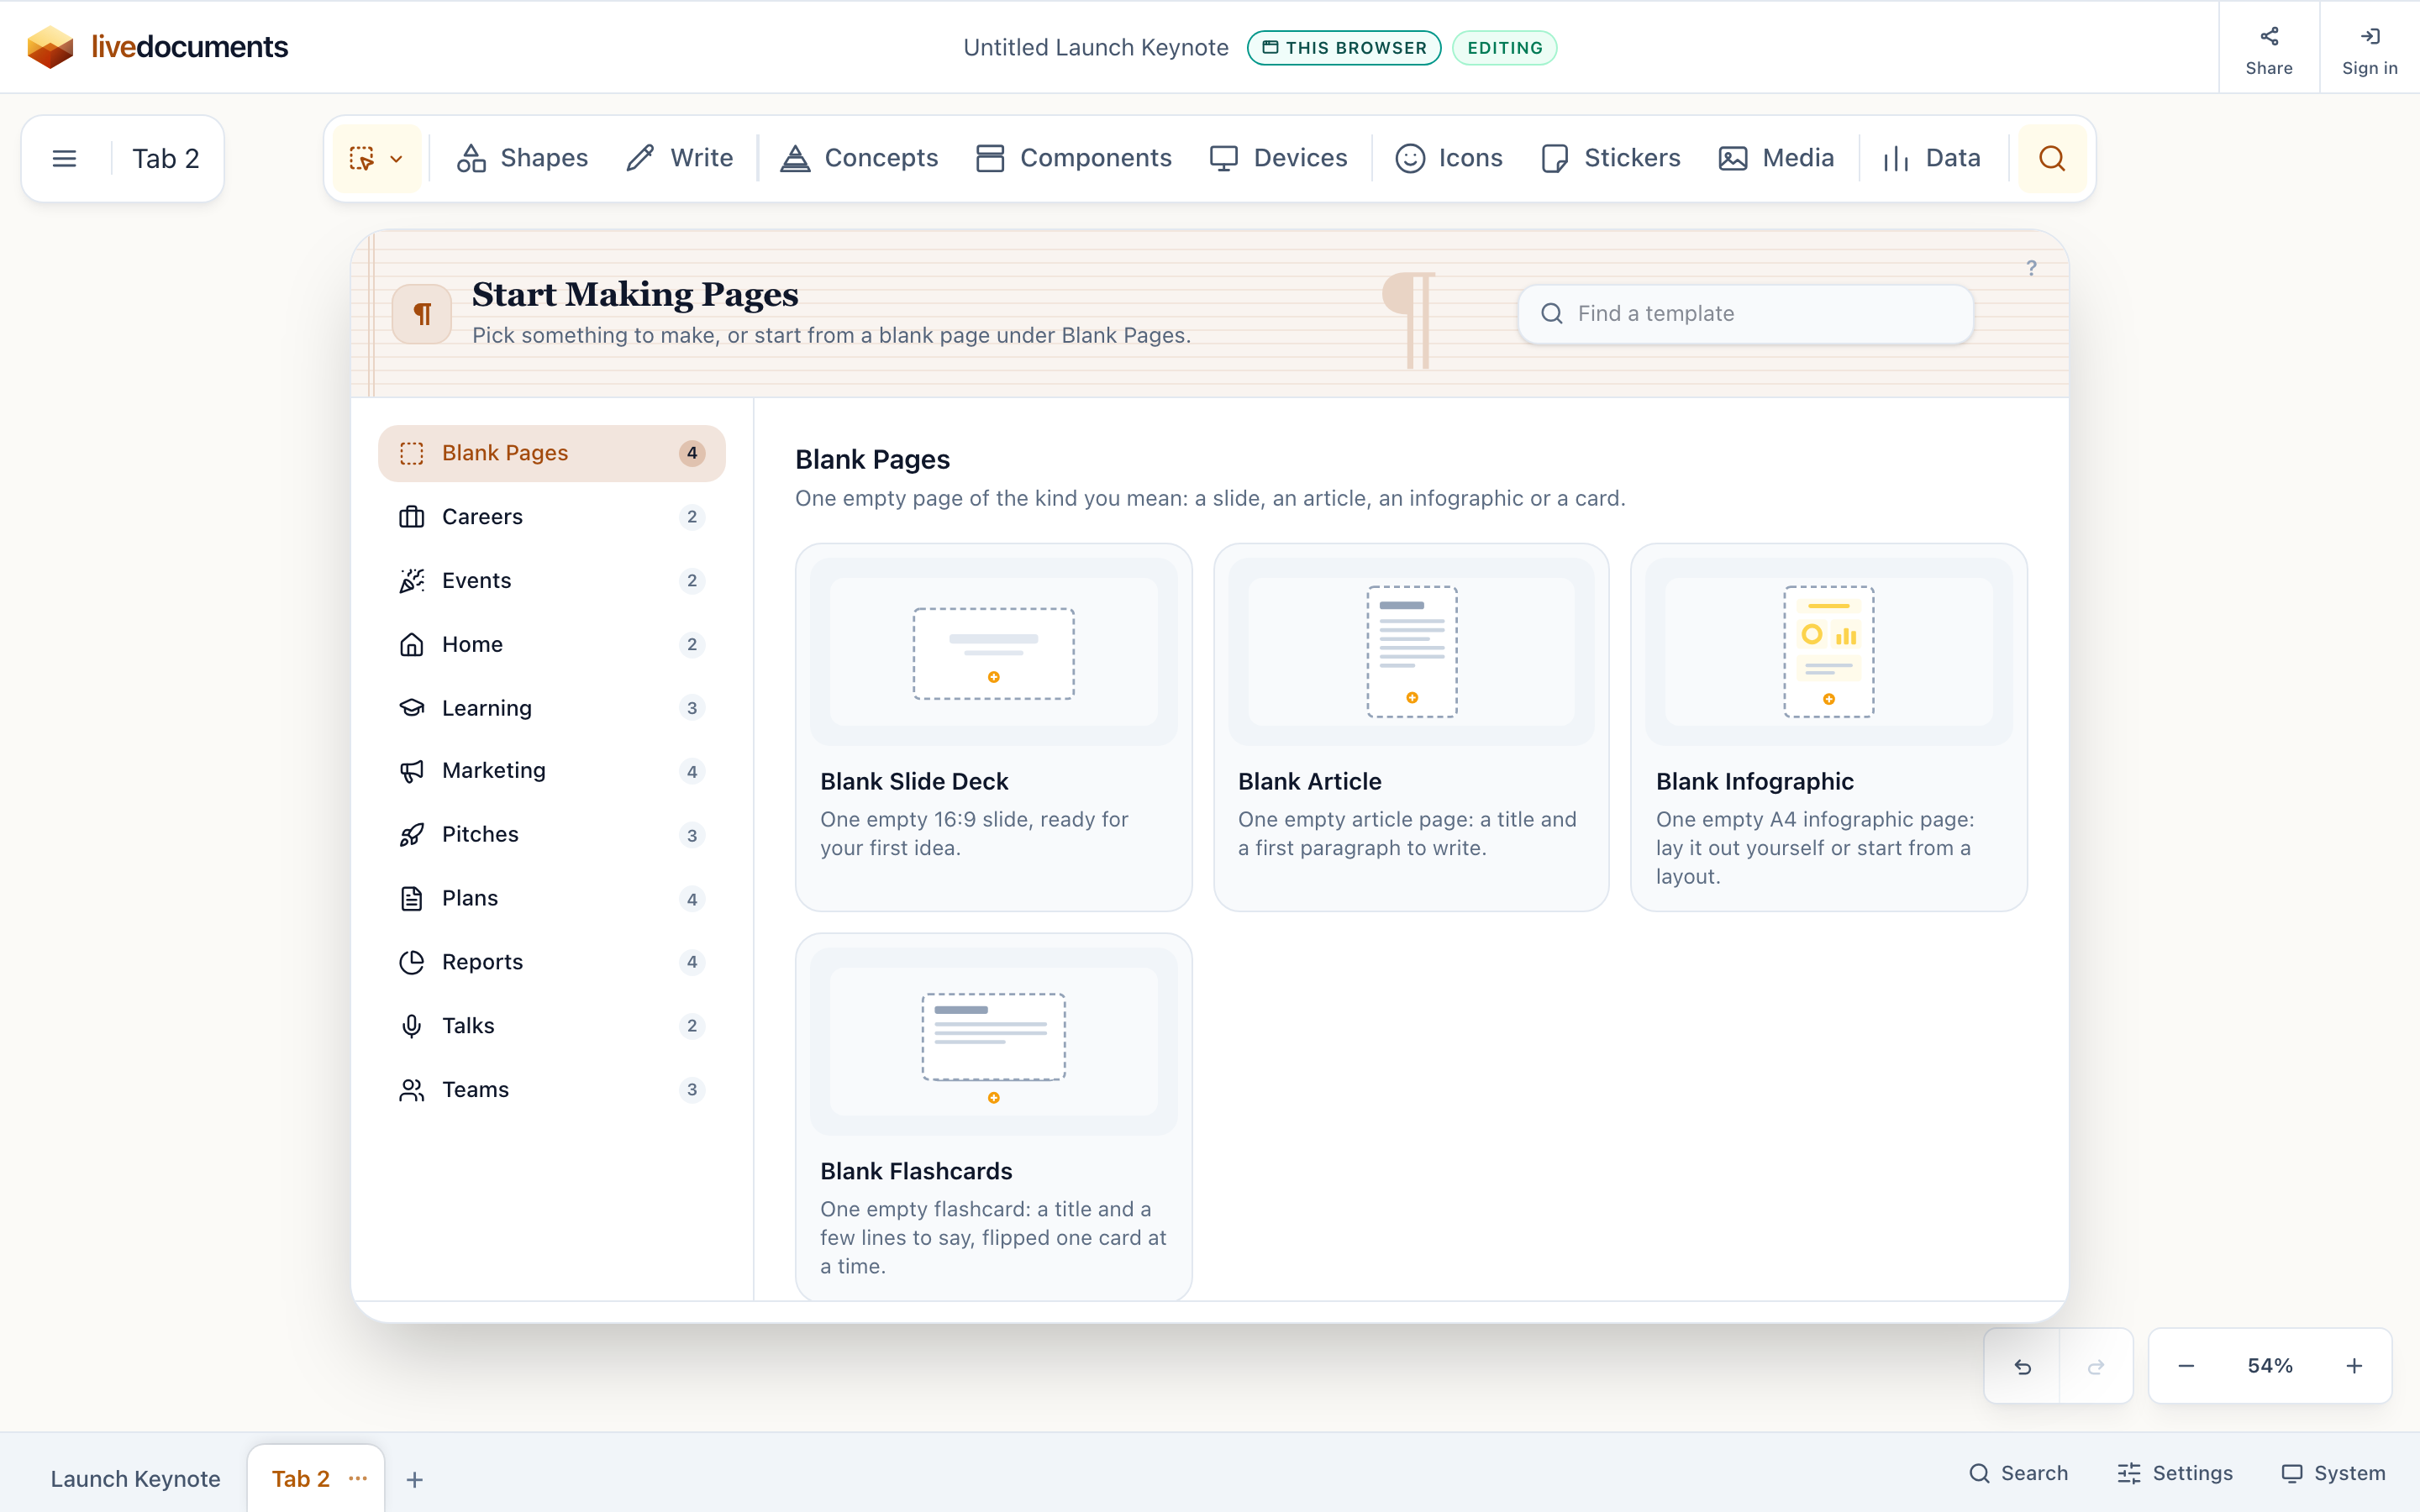 livedocuments
Untitled Launch Keynote
THIS BROWSER
EDITING
Share
Sign in
Tab 2
Shapes
Write
Concepts
Components
Devices
Icons
Stickers
Media
Data
¶
Start Making Pages
Pick something to make, or start from a blank page under Blank Pages.
¶
Find a template
?
Blank Pages 4
Careers 2
Events 2
Home 2
Learning 3
Marketing 4
Pitches 3
Plans 4
Reports 4
Talks 2
Teams 3
Blank Pages
One empty page of the kind you mean: a slide, an article, an infographic or a card.
Blank Slide Deck
One empty 16:9 slide, ready for
your first idea.
Blank Article
One empty article page: a title and
a first paragraph to write.
Blank Infographic
One empty A4 infographic page:
lay it out yourself or start from a
layout.
Blank Flashcards
One empty flashcard: a title and a
few lines to say, flipped one card at
a time.
54%
Launch Keynote
Tab 2
Search
Settings
System